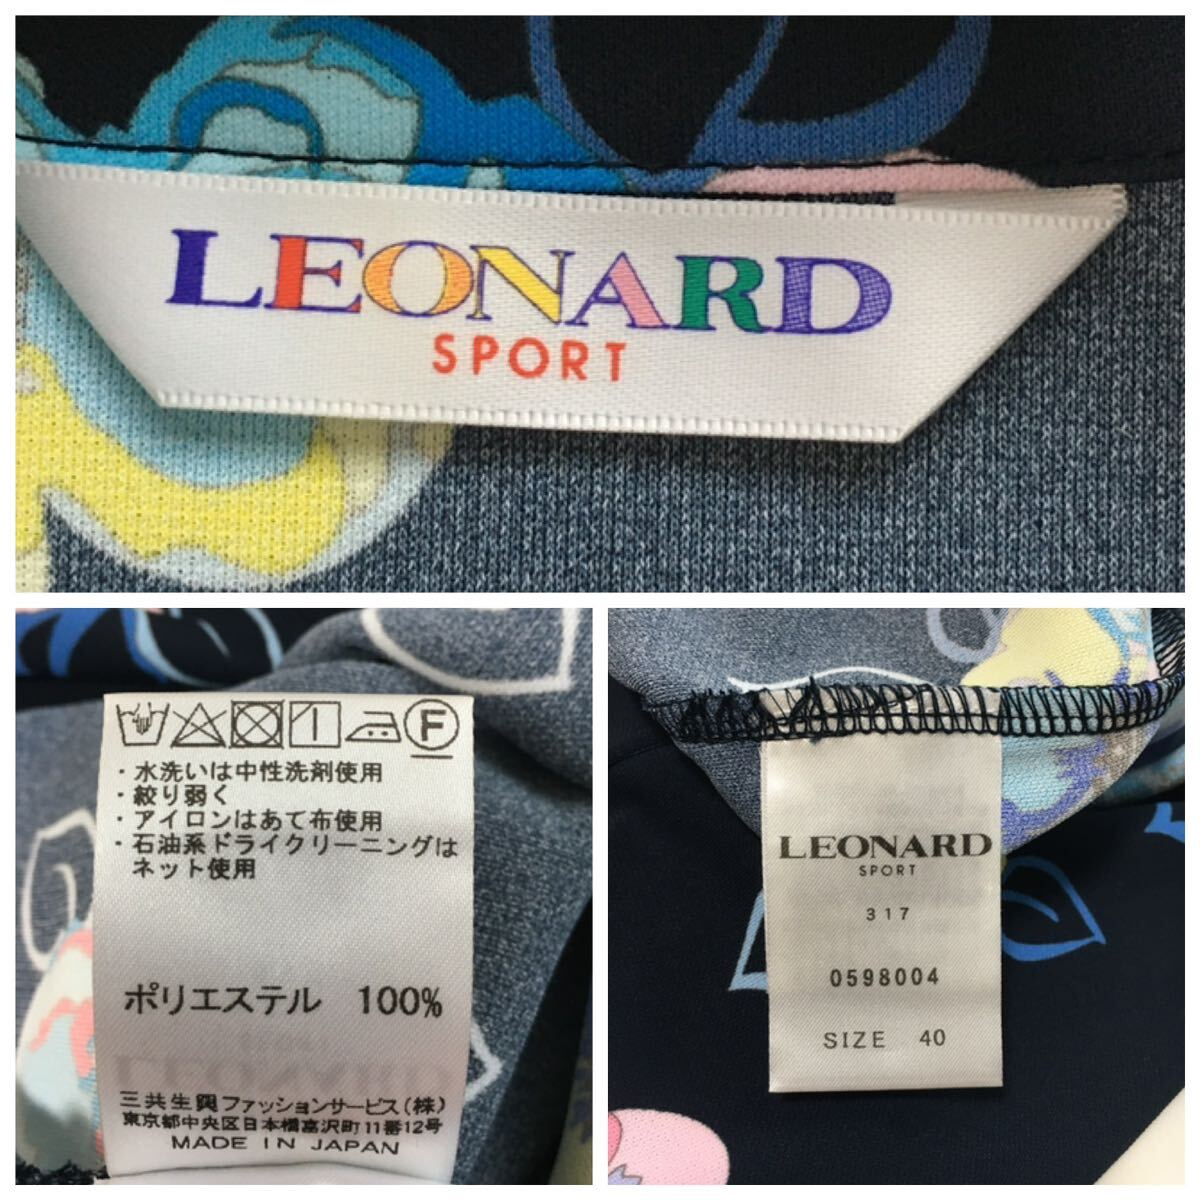 LEONARD
SPORT
F
・水洗いは中性洗剤使用
・絞り弱く
・アイロンはあて布使用
・石油系ドライクリーニングは
ネット使用
ポリエステル 100%
三共生興ファッションサービス(株)
東京都中央区日本橋富沢町11番12号
MADE IN JAPAN
LEONARD
SPORT
317
0598004
SIZE 40